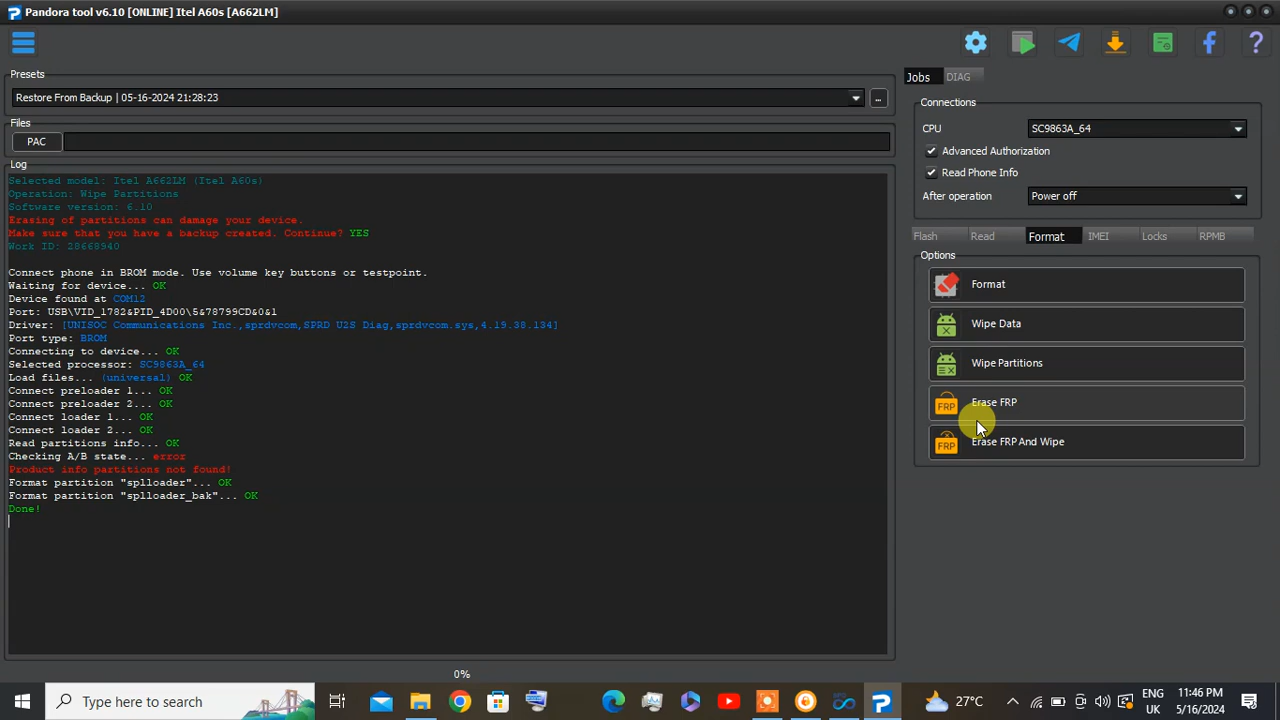 Pandora tool v6.10 [ONLINE] Itel A60s [A662LM]
Presets
Restore From Backup | 05-16-2024 21:28:23
...
Files
PAC
Log
Selected model: Itel A662LM (Itel A60s)
Operation: Wipe Partitions
Software version: 6.10
Erasing of partitions can damage your device.
Make sure that you have a backup created. Continue? YES
Work ID: 28668940
Connect phone in BROM mode. Use volume key buttons or testpoint.
Waiting for device... OK
Device found at COM12
Port: USB\VID_1782&PID_4D00\5&78799CD&0&1
Driver: [UNISOC Communications Inc.,sprdvcom,SPRD U2S Diag,sprdvcom.sys,4.19.38.134]
Port type: BROM
Connecting to device... OK
Selected processor: SC9863A_64
Load files... (universal) OK
Connect preloader 1... OK
Connect preloader 2... OK
Connect loader 1... OK
Connect loader 2... OK
Read partitions info... OK
Checking A/B state... error
Product info partitions not found!
Format partition "splloader"... OK
Format partition "splloader_bak"... OK
Done!
0%
Jobs DIAG
Connections
CPU SC9863A_64
Advanced Authorization
Read Phone Info
After operation Power off
Flash Read Format IMEI Locks RPMB
Options
Format
Wipe Data
Wipe Partitions
FRP Erase FRP
FRP Erase FRP And Wipe
Type here to search
27°C
ENG
UK
11:46 PM
5/16/2024